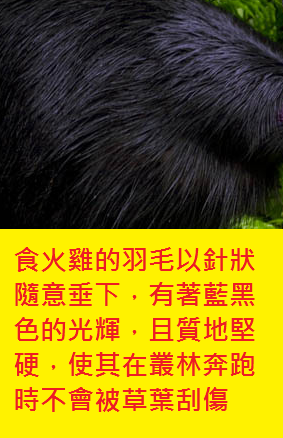 食火雞的羽毛以針狀
隨意垂下，有著藍黑
色的光輝，且質地堅
硬，使其在叢林奔跑
時不會被草葉刮傷